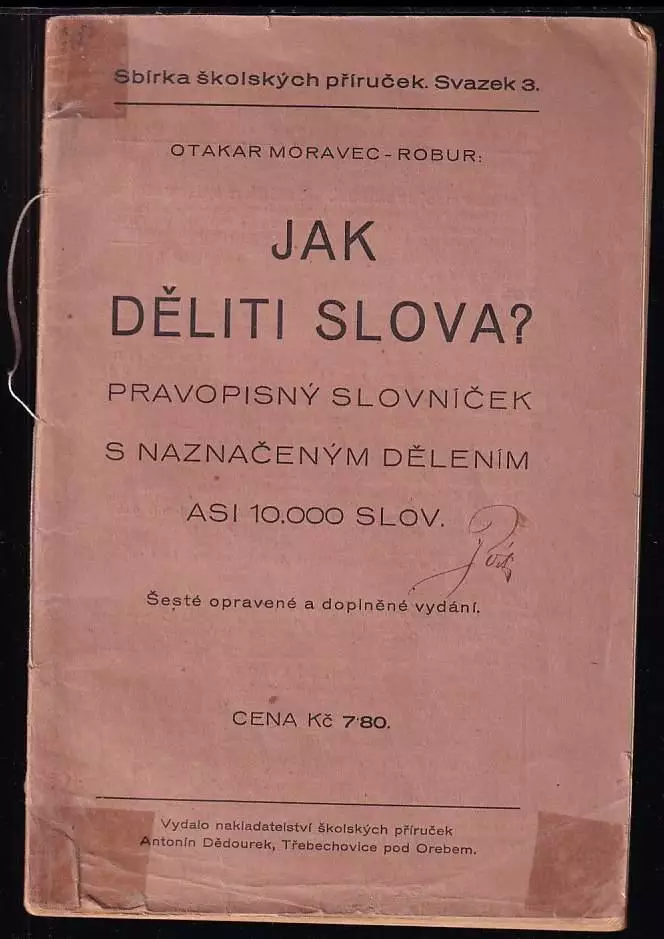 Sbírka školských příruček. Svazek 3.
OTAKAR MORAVEC - ROBUR:
JAK
DĚLITI SLOVA?
PRAVOPISNÝ SLOVNÍČEK
S NAZNAČENÝM DĚLENÍM
ASI 10.000 SLOV.
Šesté opravené a doplněné vydání.
CENA Kč 7·80.
Vydalo nakladatelství školských příruček
Antonín Dědourek, Třebechovice pod Orebem.